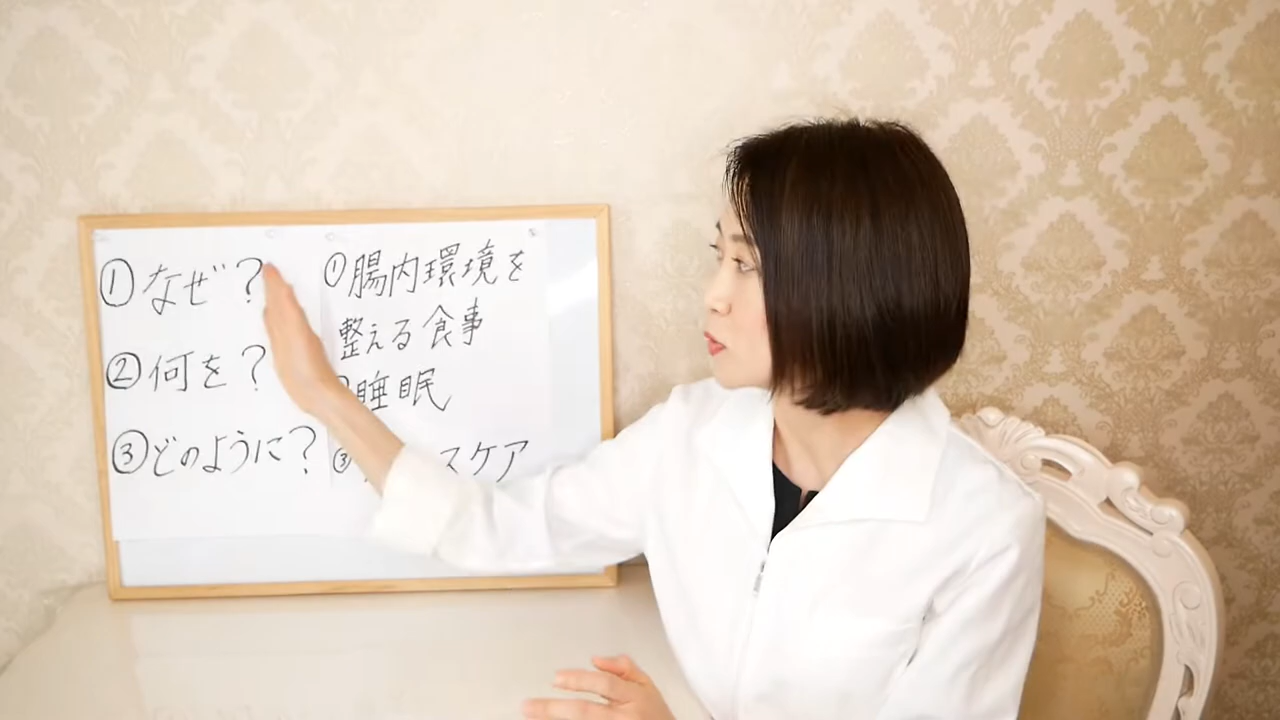 ①なぜ?
②何を?
③どのように?
①腸内環境を
整える食事
睡眠
③ スケア